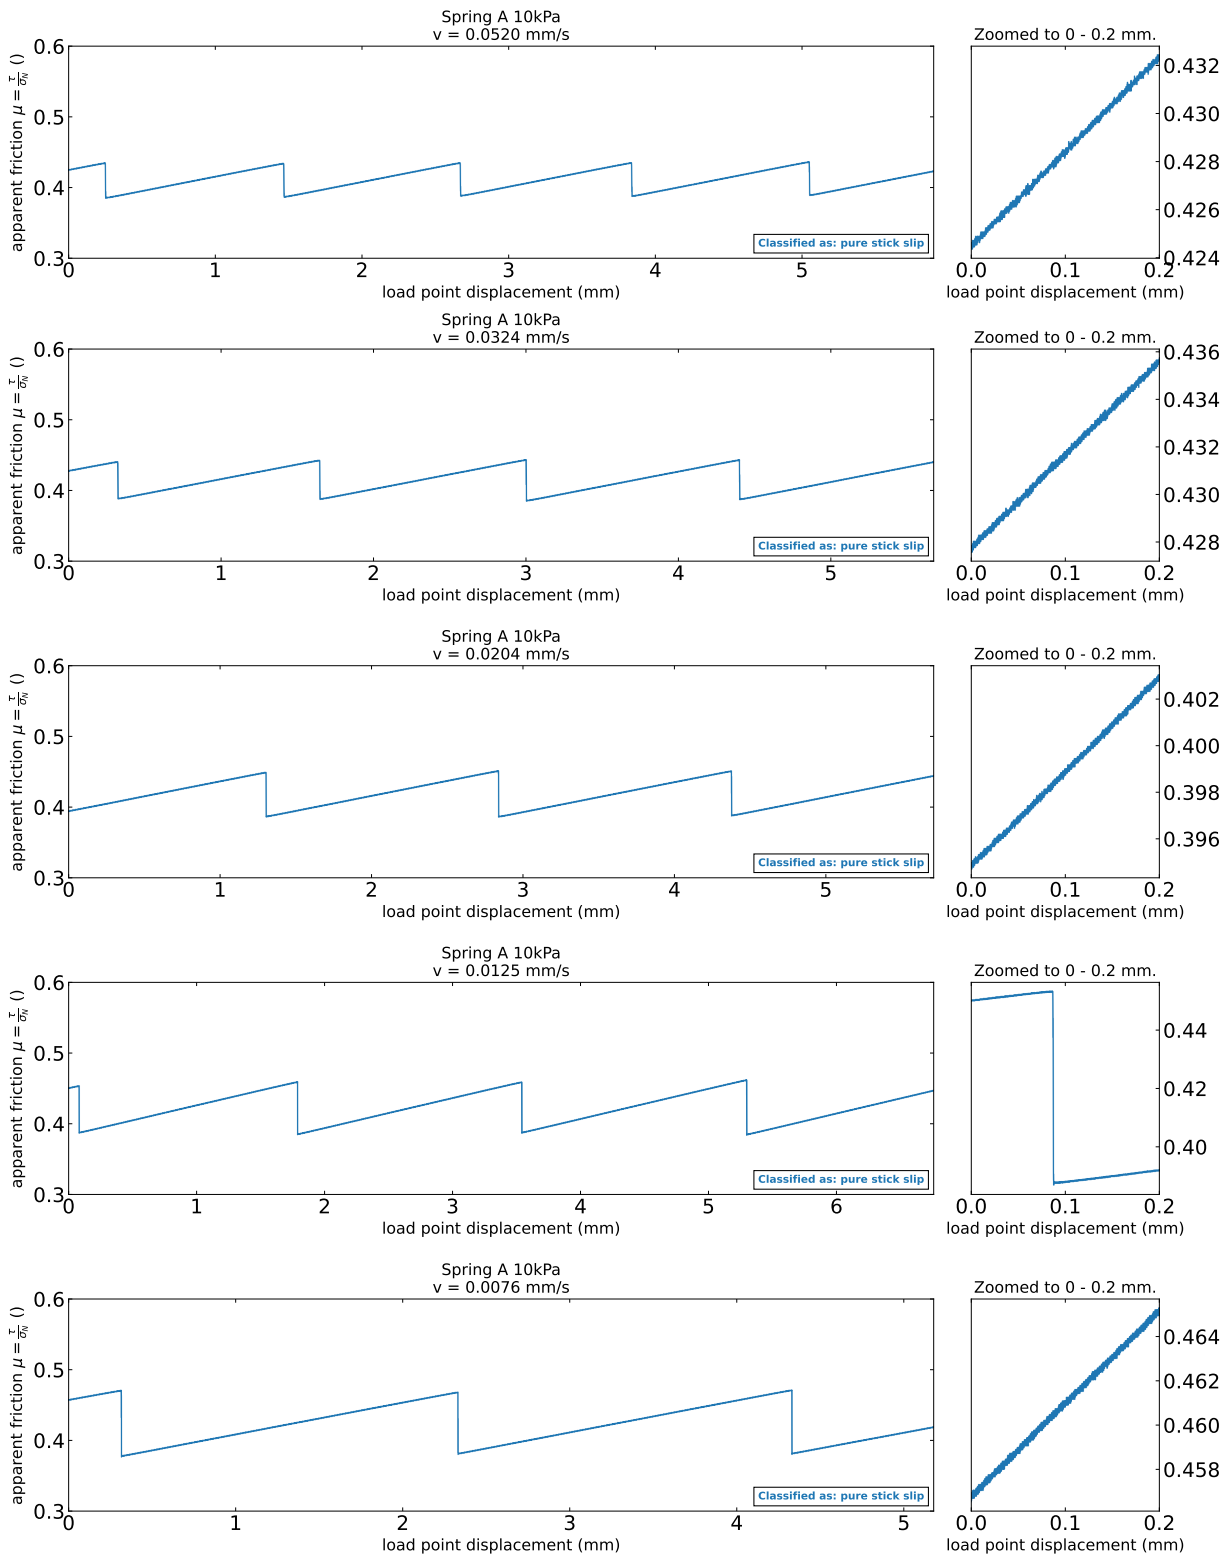 Spring A 10kPa
v = 0.0520 mm/s
Zoomed to 0 - 0.2 mm.
apparent friction μ = τ/σN ()
0.6
0.5
0.4
0.3
0 1 2 3 4 5
Classified as: pure stick slip
load point displacement (mm)
0.432
0.430
0.428
0.426
0.424
0.0 0.1 0.2
load point displacement (mm)
Spring A 10kPa
v = 0.0324 mm/s
Zoomed to 0 - 0.2 mm.
apparent friction μ = τ/σN ()
0.6
0.5
0.4
0.3
0 1 2 3 4 5
Classified as: pure stick slip
load point displacement (mm)
0.436
0.434
0.432
0.430
0.428
0.0 0.1 0.2
load point displacement (mm)
Spring A 10kPa
v = 0.0204 mm/s
Zoomed to 0 - 0.2 mm.
apparent friction μ = τ/σN ()
0.6
0.5
0.4
0.3
0 1 2 3 4 5
Classified as: pure stick slip
load point displacement (mm)
0.402
0.400
0.398
0.396
0.0 0.1 0.2
load point displacement (mm)
Spring A 10kPa
v = 0.0125 mm/s
Zoomed to 0 - 0.2 mm.
apparent friction μ = τ/σN ()
0.6
0.5
0.4
0.3
0 1 2 3 4 5 6
Classified as: pure stick slip
load point displacement (mm)
0.44
0.42
0.40
0.0 0.1 0.2
load point displacement (mm)
Spring A 10kPa
v = 0.0076 mm/s
Zoomed to 0 - 0.2 mm.
apparent friction μ = τ/σN ()
0.6
0.5
0.4
0.3
0 1 2 3 4 5
Classified as: pure stick slip
load point displacement (mm)
0.464
0.462
0.460
0.458
0.0 0.1 0.2
load point displacement (mm)